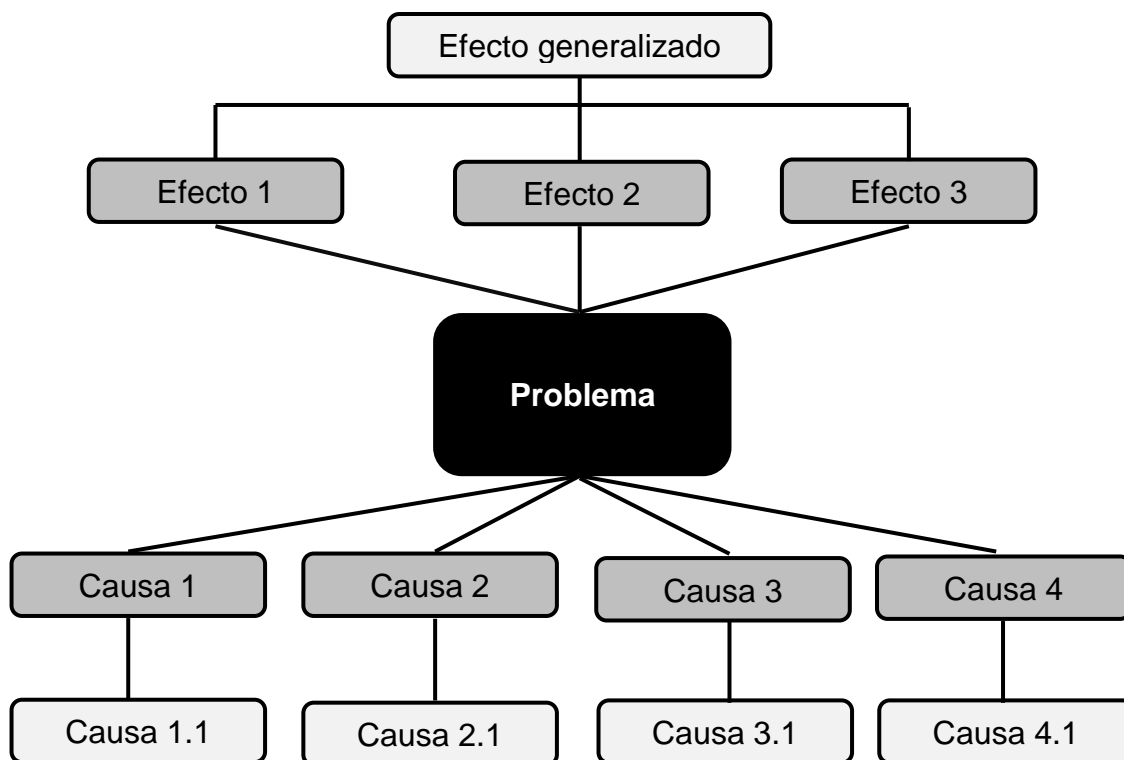 Efecto generalizado
Efecto 1
Efecto 2
Efecto 3
Problema
Causa 1
Causa 2
Causa 3
Causa 4
Causa 1.1
Causa 2.1
Causa 3.1
Causa 4.1